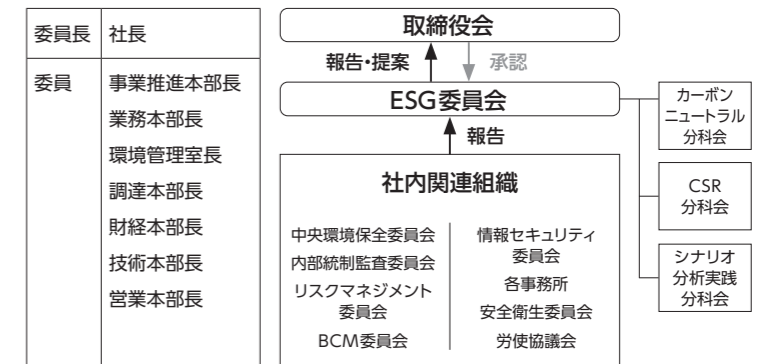 委員長 社長
委員 事業推進本部長
業務本部長
環境管理室長
調達本部長
財経本部長
技術本部長
営業本部長
取締役会
報告・提案 承認
ESG委員会
報告
社内関連組織
中央環境保全委員会
内部統制監査委員会
リスクマネジメント
委員会
BCM委員会
情報セキュリティ
委員会
各事務所
安全衛生委員会
労使協議会
カーボン
ニュートラル
分科会
CSR
分科会
シナリオ
分析実践
分科会